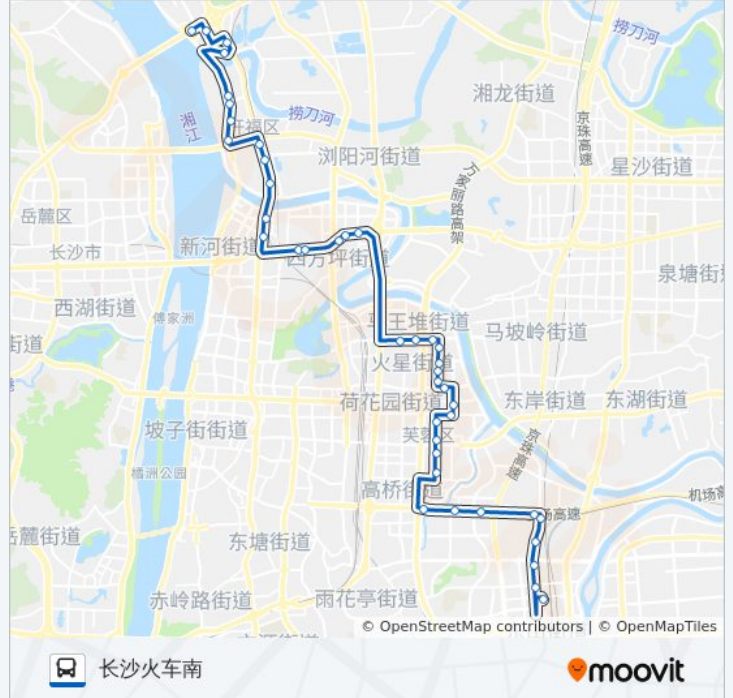 捞刀河
湘龙街道
湘江
捞刀河
开福区
京珠高速
浏阳河街道
星沙街道
万家丽路高架
岳麓区
长沙市
新河街道
四方坪街道
泉塘街
西湖街道
傅家洲
马王堆街道
马坡岭街道
街道
火星街道
荷花园街道
东岸街道
东湖街道
坡子街街道
芙蓉区
京珠高速
橘洲公园
高桥街道
机场高
场高速
岳麓街道
东塘街道
赤岭路街道
雨花亭街道
© OpenStreetMap contributors | © OpenMapTiles
长沙火车南
moovit